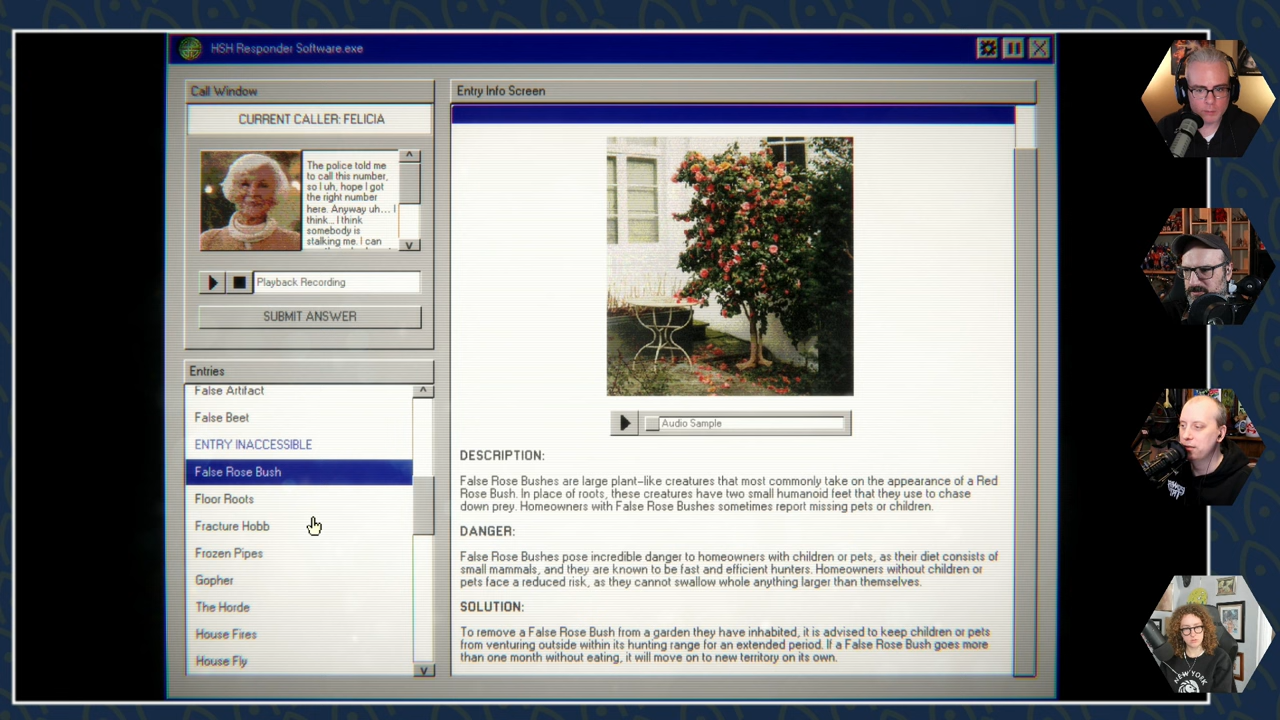 HSH Responder Software.exe
Call Window
CURRENT CALLER: FELICIA
The police told me
to call this number,
so I uh, hope I got
the right number
here. Anyway uh... I
think... I think
somebody is
stalking me. I can
Playback Recording
SUBMIT ANSWER
Entries
False Artifact
False Beet
ENTRY INACCESSIBLE
False Rose Bush
Floor Roots
Fracture Hobb
Frozen Pipes
Gopher
The Horde
House Fires
House Fly
Entry Info Screen
Audio Sample
DESCRIPTION:
False Rose Bushes are large plant-like creatures that most commonly take on the appearance of a Red
Rose Bush. In place of roots, these creatures have two small humanoid feet that they use to chase
down prey. Homeowners with False Rose Bushes sometimes report missing pets or children.
DANGER:
False Rose Bushes pose incredible danger to homeowners with children or pets, as their diet consists of
small mammals, and they are known to be fast and efficient hunters. Homeowners without children or
pets face a reduced risk, as they cannot swallow whole anything larger than themselves.
SOLUTION:
To remove a False Rose Bush from a garden they have inhabited, it is advised to keep children or pets
from venturing outside within its hunting range for an extended period. If a False Rose Bush goes more
than one month without eating, it will move on to new territory on its own.
NEW YORK